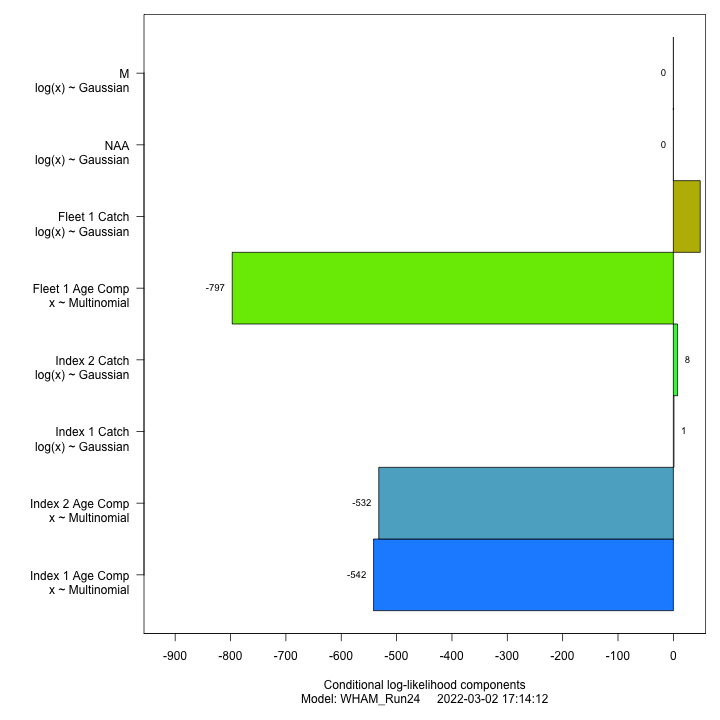 M
log(x) ~ Gaussian
0
NAA
log(x) ~ Gaussian
0
Fleet 1 Catch
log(x) ~ Gaussian
Fleet 1 Age Comp
x ~ Multinomial
-797
Index 2 Catch
log(x) ~ Gaussian
8
Index 1 Catch
log(x) ~ Gaussian
1
Index 2 Age Comp
x ~ Multinomial
-532
Index 1 Age Comp
x ~ Multinomial
-542
-900 -800 -700 -600 -500 -400 -300 -200 -100 0
Conditional log-likelihood components
Model: WHAM_Run24 2022-03-02 17:14:12